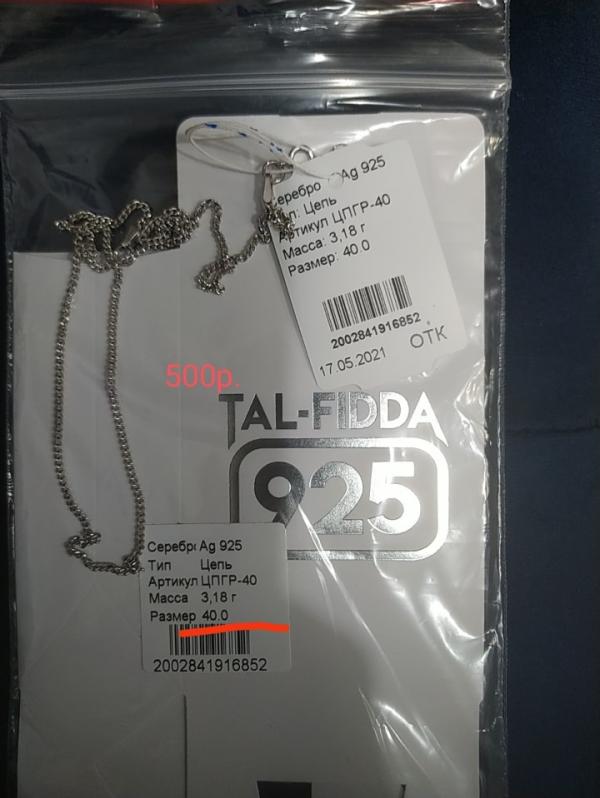 Ag 925
Цепь
Артикул ЦПГР-40
Масса: 3,18 г
Размер: 40.0
2002841916852
17.05.2021 ОТК
500р.
TAL-FIDDA
925
Серебр Ag 925
Тип Цепь
Артикул ЦПГР-40
Масса 3,18 г
Размер 40.0
2002841916852